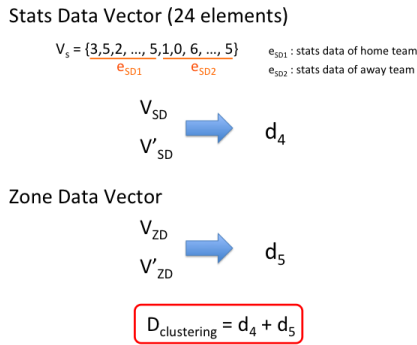 Stats Data Vector (24 elements)
Vs = {3,5,2, ..., 5,1,0, 6, ..., 5}
eSD1 : stats data of home team
eSD1
eSD2
eSD2 : stats data of away team
VSD
V'SD
d4
Zone Data Vector
VZD
V'ZD
d5
Dclustering = d4 + d5